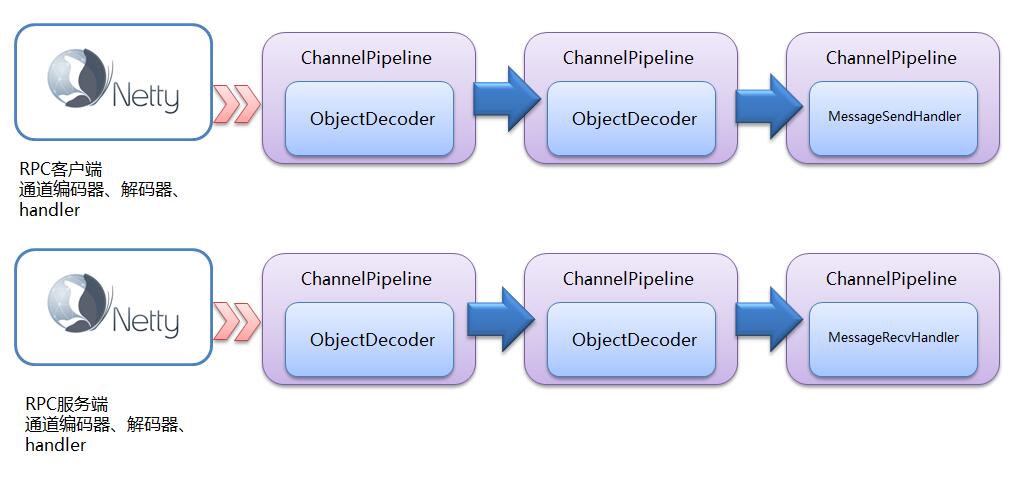 Netty
ChannelPipeline
ObjectDecoder
ChannelPipeline
ObjectDecoder
ChannelPipeline
MessageSendHandler
RPC客户端
通道编码器、解码器、
handler
Netty
ChannelPipeline
ObjectDecoder
ChannelPipeline
ObjectDecoder
ChannelPipeline
MessageRecvHandler
RPC服务端
通道编码器、解码器、
handler